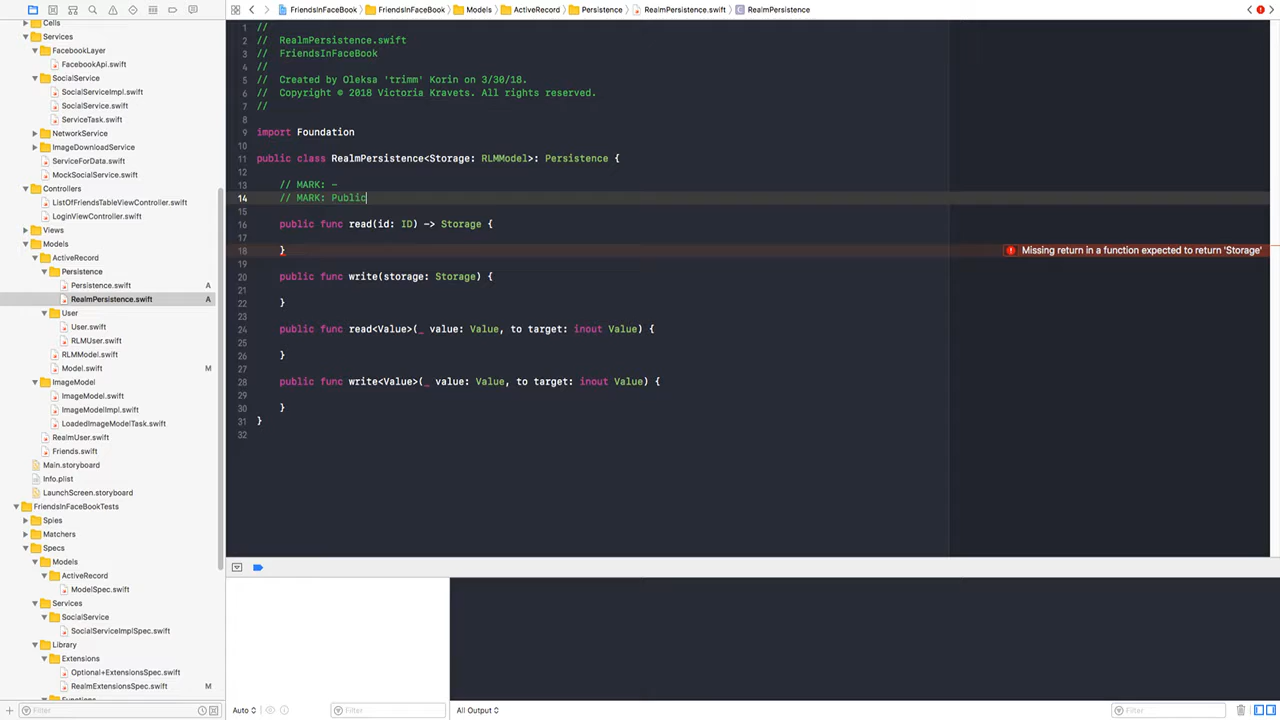 FriendsInFaceBook > FriendsInFaceBook > Models > ActiveRecord > Persistence > RealmPersistence.swift > RealmPersistence
Cells
Services
FacebookLayer
FacebookApi.swift
SocialService
SocialServiceImpl.swift
SocialService.swift
ServiceTask.swift
NetworkService
ImageDownloadService
ServiceForData.swift
MockSocialService.swift
Controllers
ListOfFriendsTableViewController.swift
LoginViewController.swift
Views
Models
ActiveRecord
Persistence
Persistence.swift A
RealmPersistence.swift A
User
User.swift
RLMUser.swift
RLMModel.swift
Model.swift M
ImageModel
ImageModel.swift
ImageModelImpl.swift
LoadedImageModelTask.swift
RealmUser.swift
Friends.swift
Main.storyboard
Info.plist
LaunchScreen.storyboard
FriendsInFaceBookTests
Spies
Matchers
Specs
Models
ActiveRecord
ModelSpec.swift
Services
SocialService
SocialServiceImplSpec.swift
Library
Extensions
Optional+ExtensionsSpec.swift
RealmExtensionsSpec.swift M
Functions
Filter
1 //
2 // RealmPersistence.swift
3 // FriendsInFaceBook
4 //
5 // Created by Oleksa 'trimm' Korin on 3/30/18.
6 // Copyright © 2018 Victoria Kravets. All rights reserved.
7 //
8
9 import Foundation
10
11 public class RealmPersistence<Storage: RLMModel>: Persistence {
12
13 // MARK: -
14 // MARK: Public
15
16 public func read(id: ID) -> Storage {
17
18 } Missing return in a function expected to return 'Storage'
19
20 public func write(storage: Storage) {
21
22 }
23
24 public func read<Value>(_ value: Value, to target: inout Value) {
25
26 }
27
28 public func write<Value>(_ value: Value, to target: inout Value) {
29
30 }
31 }
32
Auto
Filter
All Output
Filter